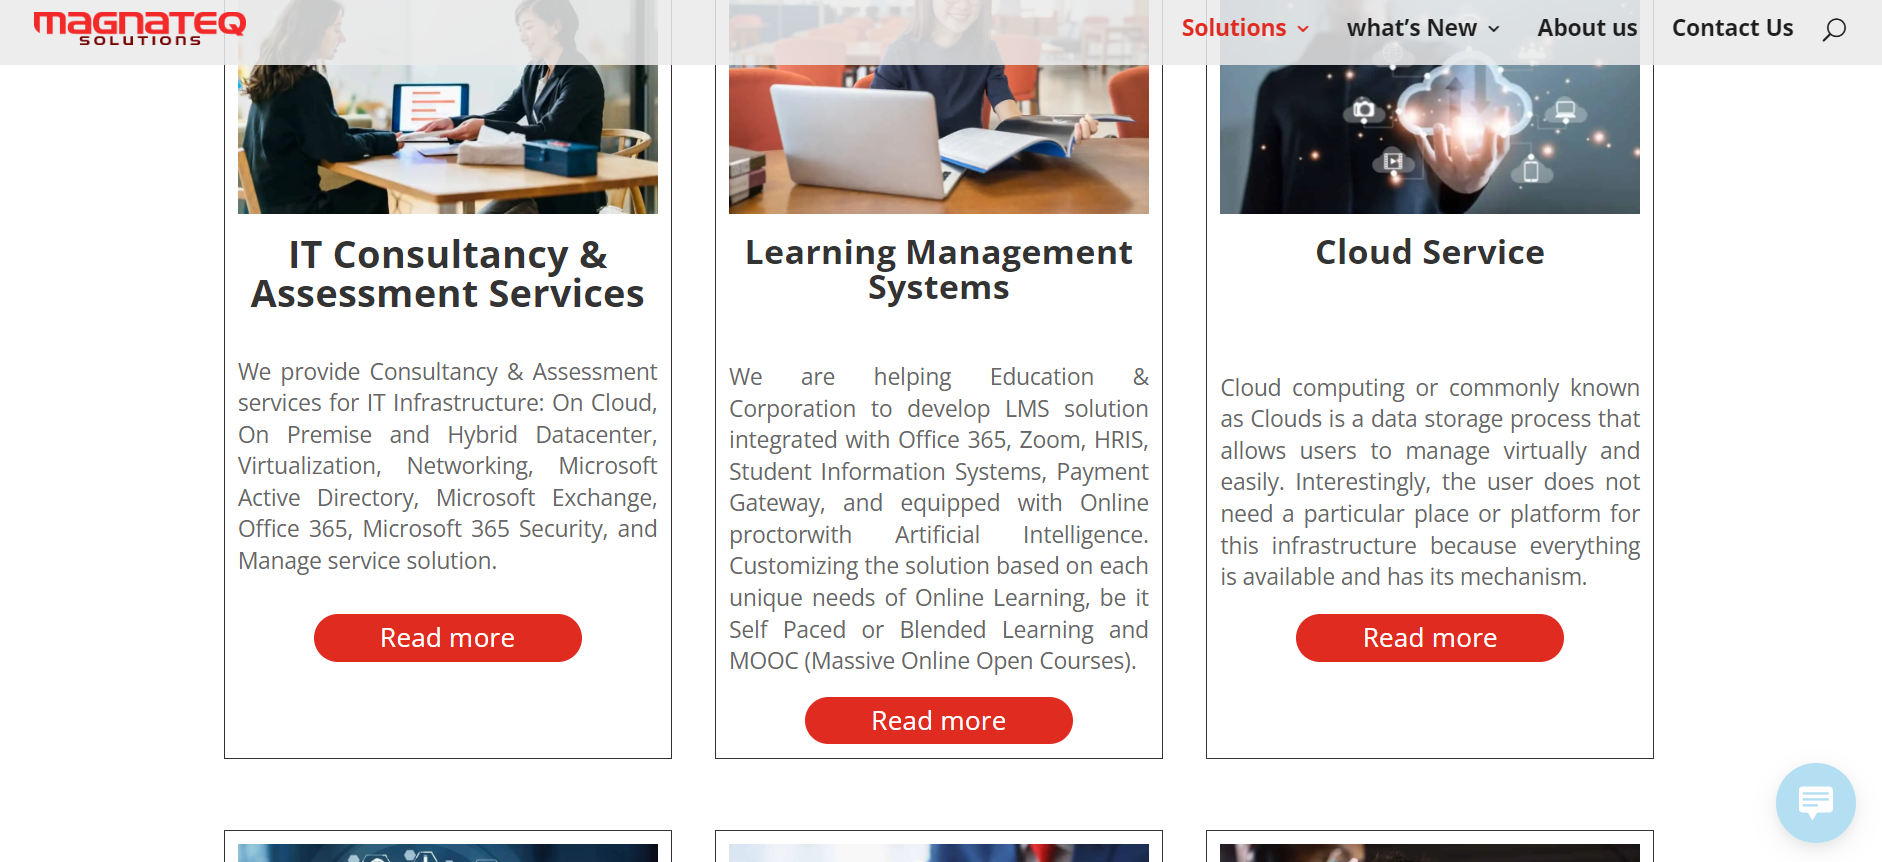 MAGNATEQ
SOLUTIONS
Solutions
what's New
About us
Contact Us
IT Consultancy &
Assessment Services
We provide Consultancy & Assessment
services for IT Infrastructure: On Cloud,
On Premise and Hybrid Datacenter,
Virtualization, Networking, Microsoft
Active Directory, Microsoft Exchange,
Office 365, Microsoft 365 Security, and
Manage service solution.
Read more
Learning Management
Systems
We are helping Education &
Corporation to develop LMS solution
integrated with Office 365, Zoom, HRIS,
Student Information Systems, Payment
Gateway, and equipped with Online
proctorwith Artificial Intelligence.
Customizing the solution based on each
unique needs of Online Learning, be it
Self Paced or Blended Learning and
MOOC (Massive Online Open Courses).
Read more
Cloud Service
Cloud computing or commonly known
as Clouds is a data storage process that
allows users to manage virtually and
easily. Interestingly, the user does not
need a particular place or platform for
this infrastructure because everything
is available and has its mechanism.
Read more